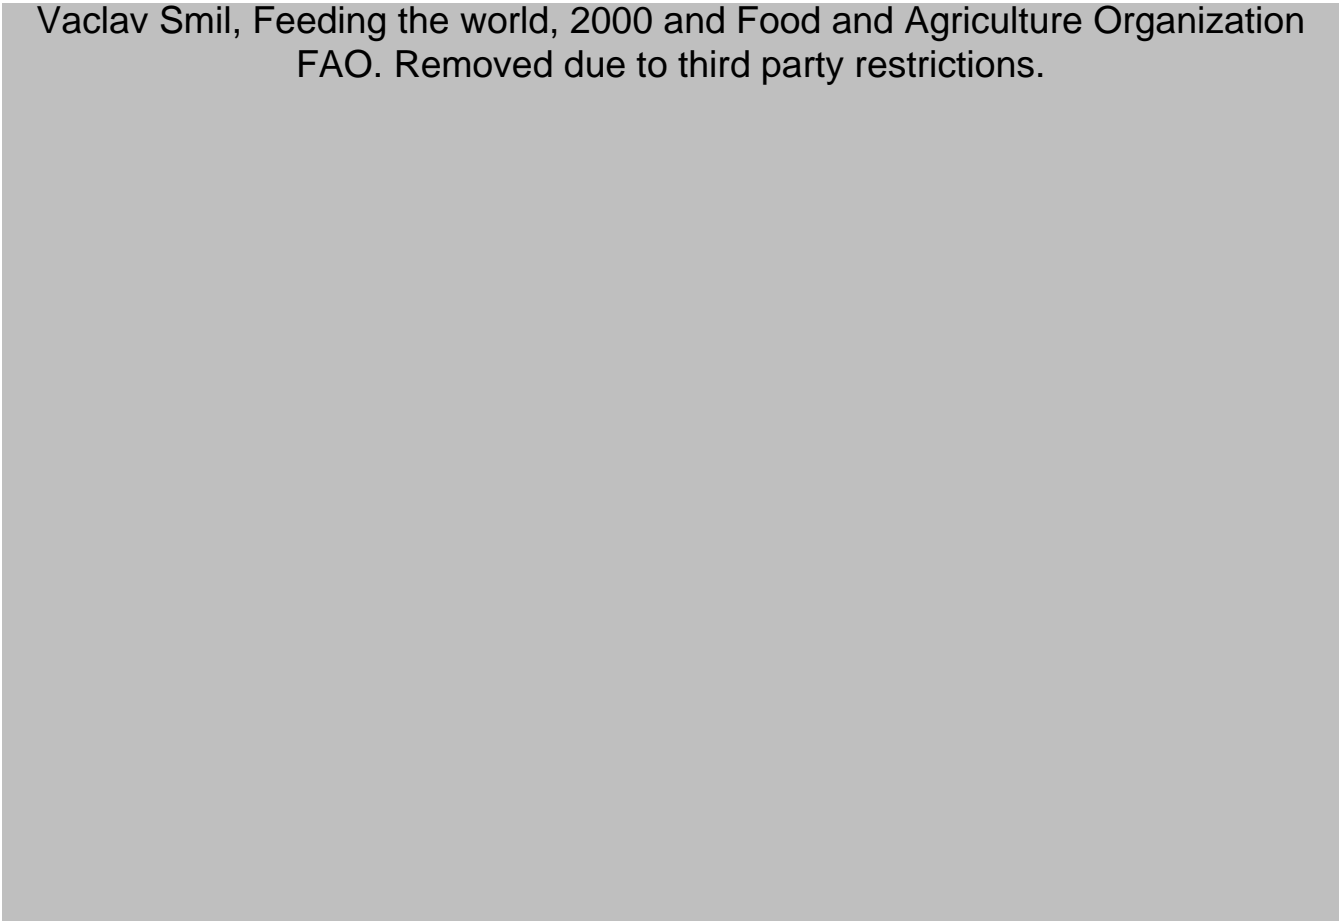 Vaclav Smil, Feeding the world, 2000 and Food and Agriculture Organization
FAO. Removed due to third party restrictions.